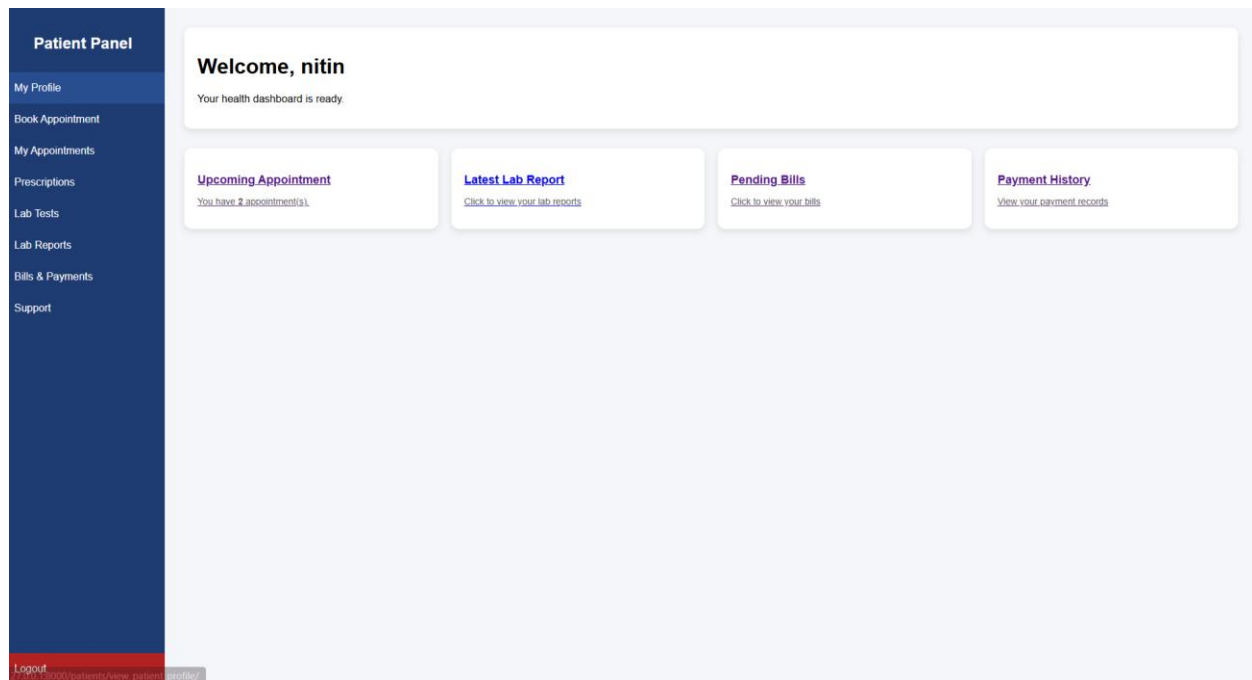 Patient Panel
My Profile
Book Appointment
My Appointments
Prescriptions
Lab Tests
Lab Reports
Bills & Payments
Support
Logout
Welcome, nitin
Your health dashboard is ready.
Upcoming Appointment
You have 2 appointment(s).
Latest Lab Report
Click to view your lab reports
Pending Bills
Click to view your bills
Payment History
View your payment records
/patients/view_patient_profile/